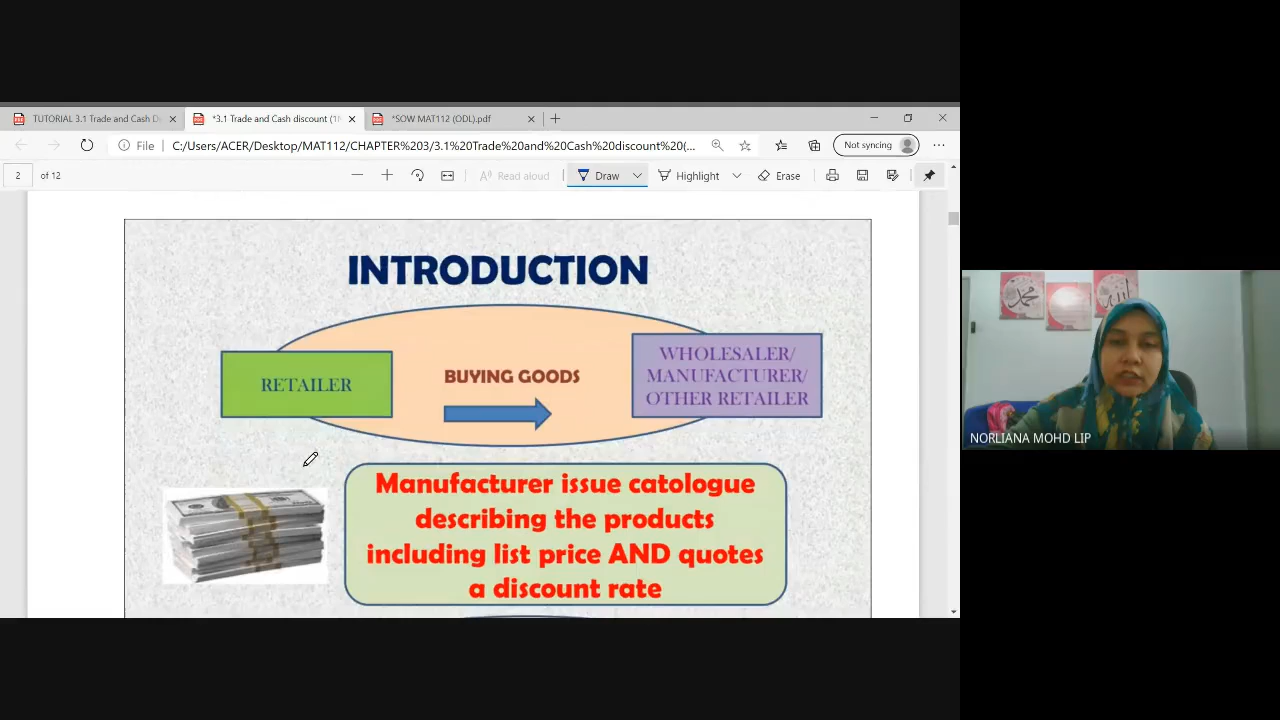 TUTORIAL 3.1 Trade and Cash D
*3.1 Trade and Cash discount (1
*SOW MAT112 (ODL).pdf
File
C:/Users/ACER/Desktop/MAT112/CHAPTER%203/3.1%20Trade%20and%20Cash%20discount%20(...
Not syncing
2
of 12
Read aloud
Draw
Highlight
Erase
INTRODUCTION
RETAILER
BUYING GOODS
WHOLESALER/
MANUFACTURER/
OTHER RETAILER
Manufacturer issue catologue
describing the products
including list price AND quotes
a discount rate
محمد
الله
NORLIANA MOHD LIP